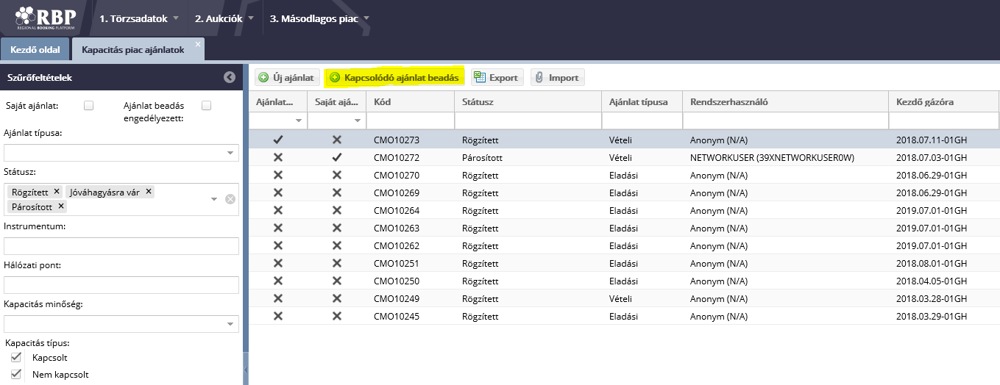 RBP
REGIONAL BOOKING PLATFORM
1. Törzsadatok
2. Aukciók
3. Másodlagos piac
Kezdő oldal
Kapacitás piac ajánlatok
Szűrőfeltételek
Saját ajánlat:
Ajánlat beadás
engedélyezett:
Ajánlat típusa:
Státusz:
Rögzített
Jóváhagyásra vár
Párosított
Instrumentum:
Hálózati pont:
Kapacitás minőség:
Kapacitás típus:
Kapcsolt
Nem kapcsolt
Új ajánlat
Kapcsolódó ajánlat beadás
Export
Import
Ajánlat... Saját ajá... Kód Státusz Ajánlat típusa Rendszerhasználó Kezdő gázóra
CMO10273 Rögzített Vételi Anonym (N/A) 2018.07.11-01GH
CMO10272 Párosított Vételi NETWORKUSER (39XNETWORKUSER0W) 2018.07.03-01GH
CMO10270 Rögzített Eladási Anonym (N/A) 2018.06.29-01GH
CMO10269 Rögzített Eladási Anonym (N/A) 2018.06.29-01GH
CMO10264 Rögzített Eladási Anonym (N/A) 2019.07.01-01GH
CMO10263 Rögzített Eladási Anonym (N/A) 2019.07.01-01GH
CMO10262 Rögzített Eladási Anonym (N/A) 2019.07.01-01GH
CMO10251 Rögzített Eladási Anonym (N/A) 2018.08.01-01GH
CMO10250 Rögzített Eladási Anonym (N/A) 2018.04.05-01GH
CMO10249 Rögzített Vételi Anonym (N/A) 2018.03.28-01GH
CMO10245 Rögzített Eladási Anonym (N/A) 2018.03.29-01GH